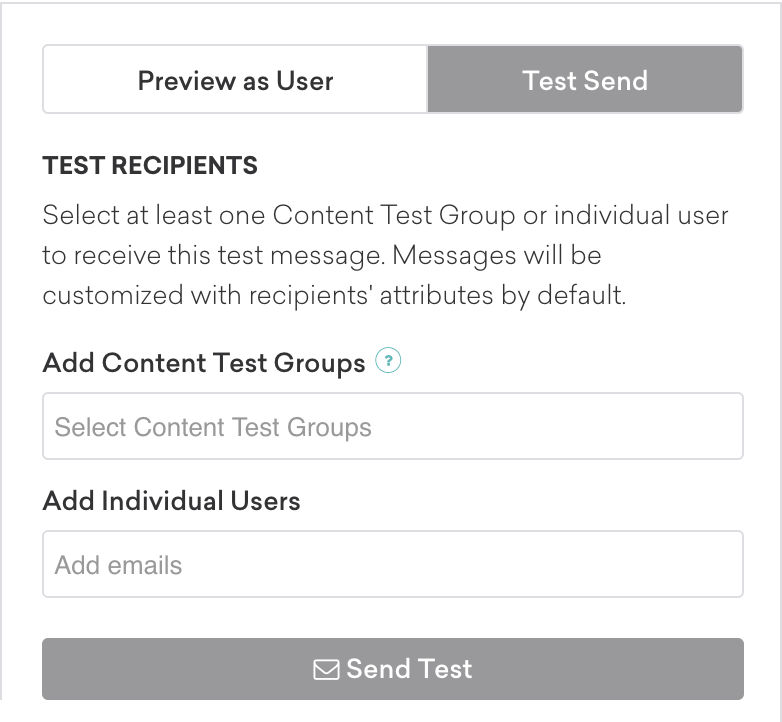 Preview as User
Test Send
TEST RECIPIENTS
Select at least one Content Test Group or individual user
to receive this test message. Messages will be
customized with recipients' attributes by default.
Add Content Test Groups ?
Select Content Test Groups
Add Individual Users
Add emails
Send Test